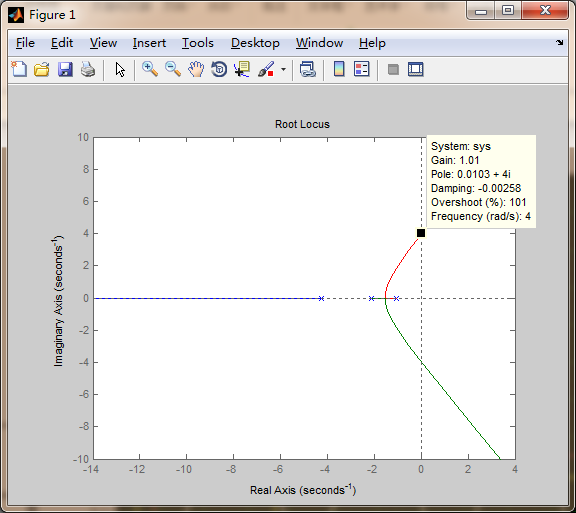 Figure 1
File Edit View Insert Tools Desktop Window Help
Root Locus
System: sys
Gain: 1.01
Pole: 0.0103 + 4i
Damping: -0.00258
Overshoot (%): 101
Frequency (rad/s): 4
Imaginary Axis (seconds⁻¹)
10
8
6
4
2
0
-2
-4
-6
-8
-10
-14 -12 -10 -8 -6 -4 -2 0 2 4
Real Axis (seconds⁻¹)